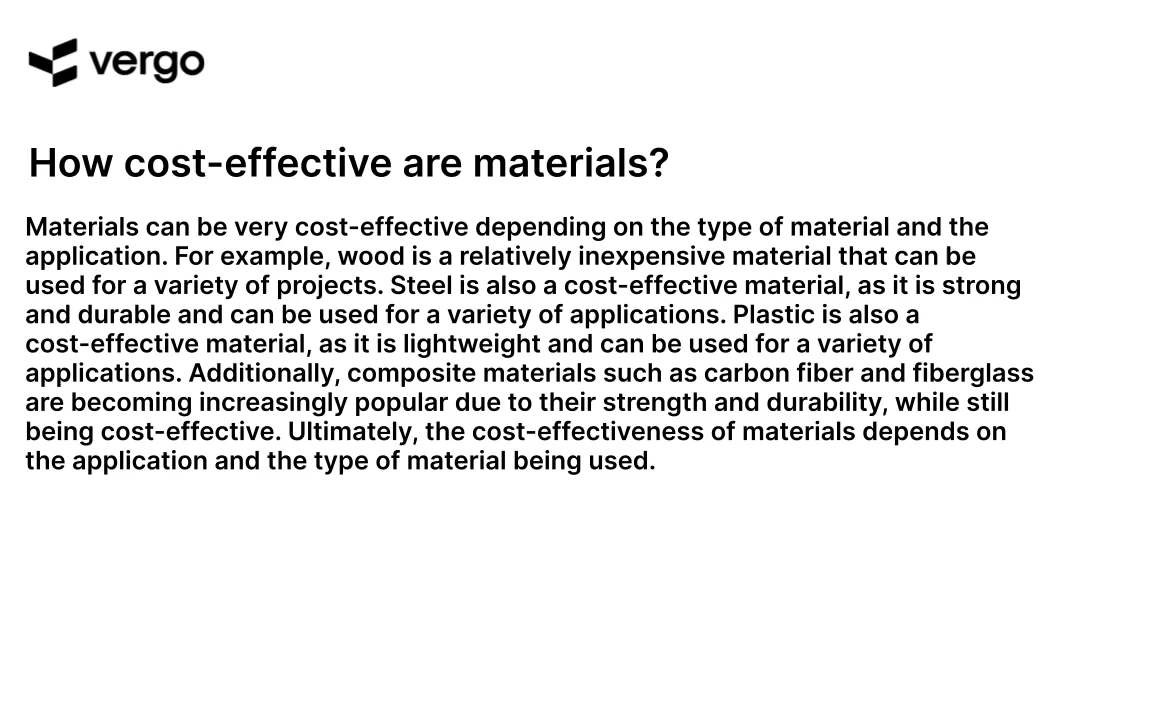 vergo
How cost-effective are materials?
Materials can be very cost-effective depending on the type of material and the
application. For example, wood is a relatively inexpensive material that can be
used for a variety of projects. Steel is also a cost-effective material, as it is strong
and durable and can be used for a variety of applications. Plastic is also a
cost-effective material, as it is lightweight and can be used for a variety of
applications. Additionally, composite materials such as carbon fiber and fiberglass
are becoming increasingly popular due to their strength and durability, while still
being cost-effective. Ultimately, the cost-effectiveness of materials depends on
the application and the type of material being used.